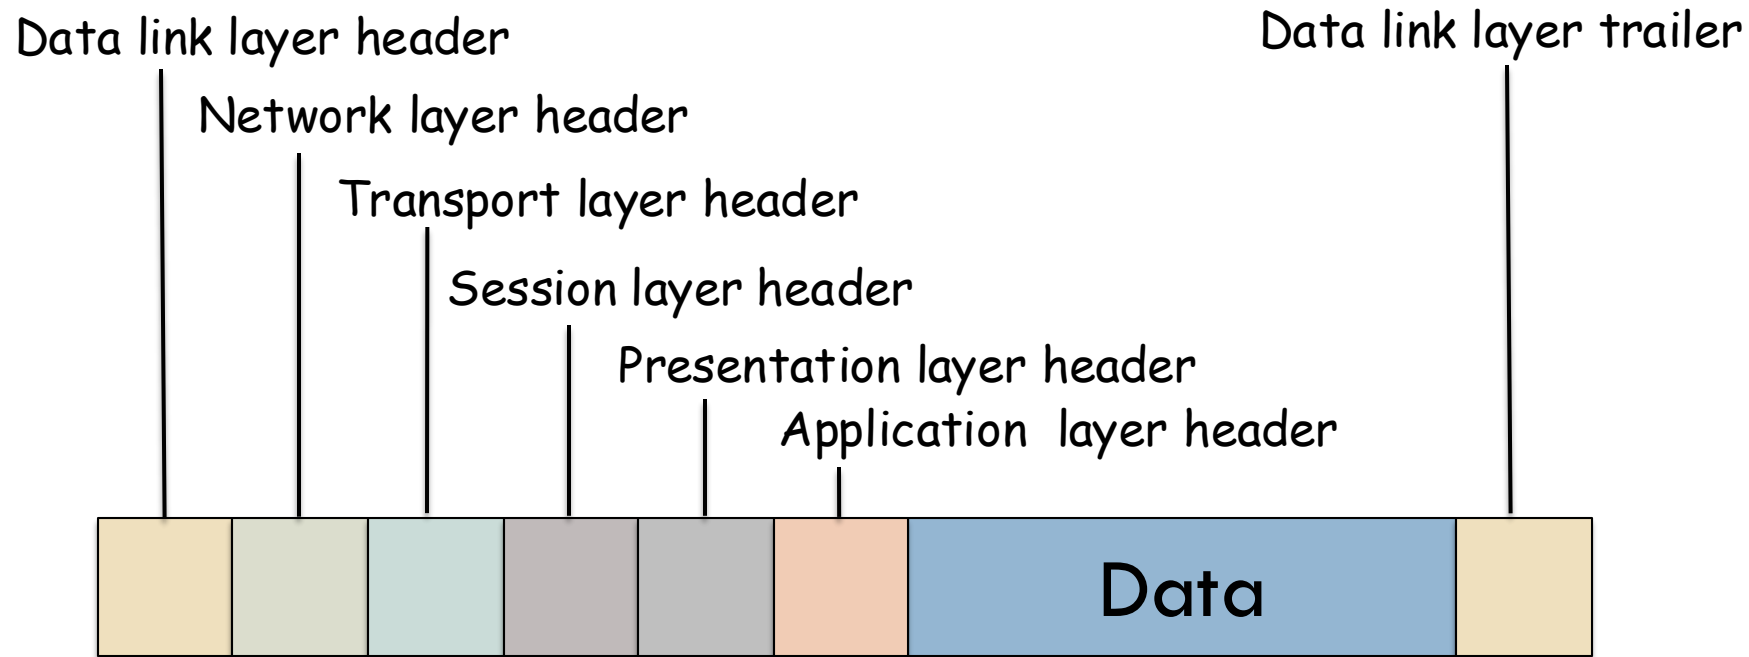 Data link layer header
Data link layer trailer
Network layer header
Transport layer header
Session layer header
Presentation layer header
Application layer header
Data